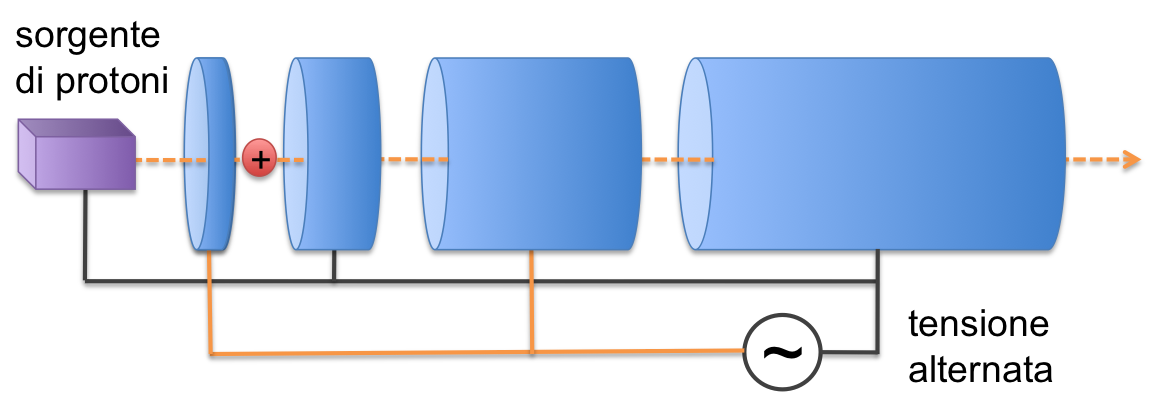 sorgente
di protoni
+
~
tensione
alternata